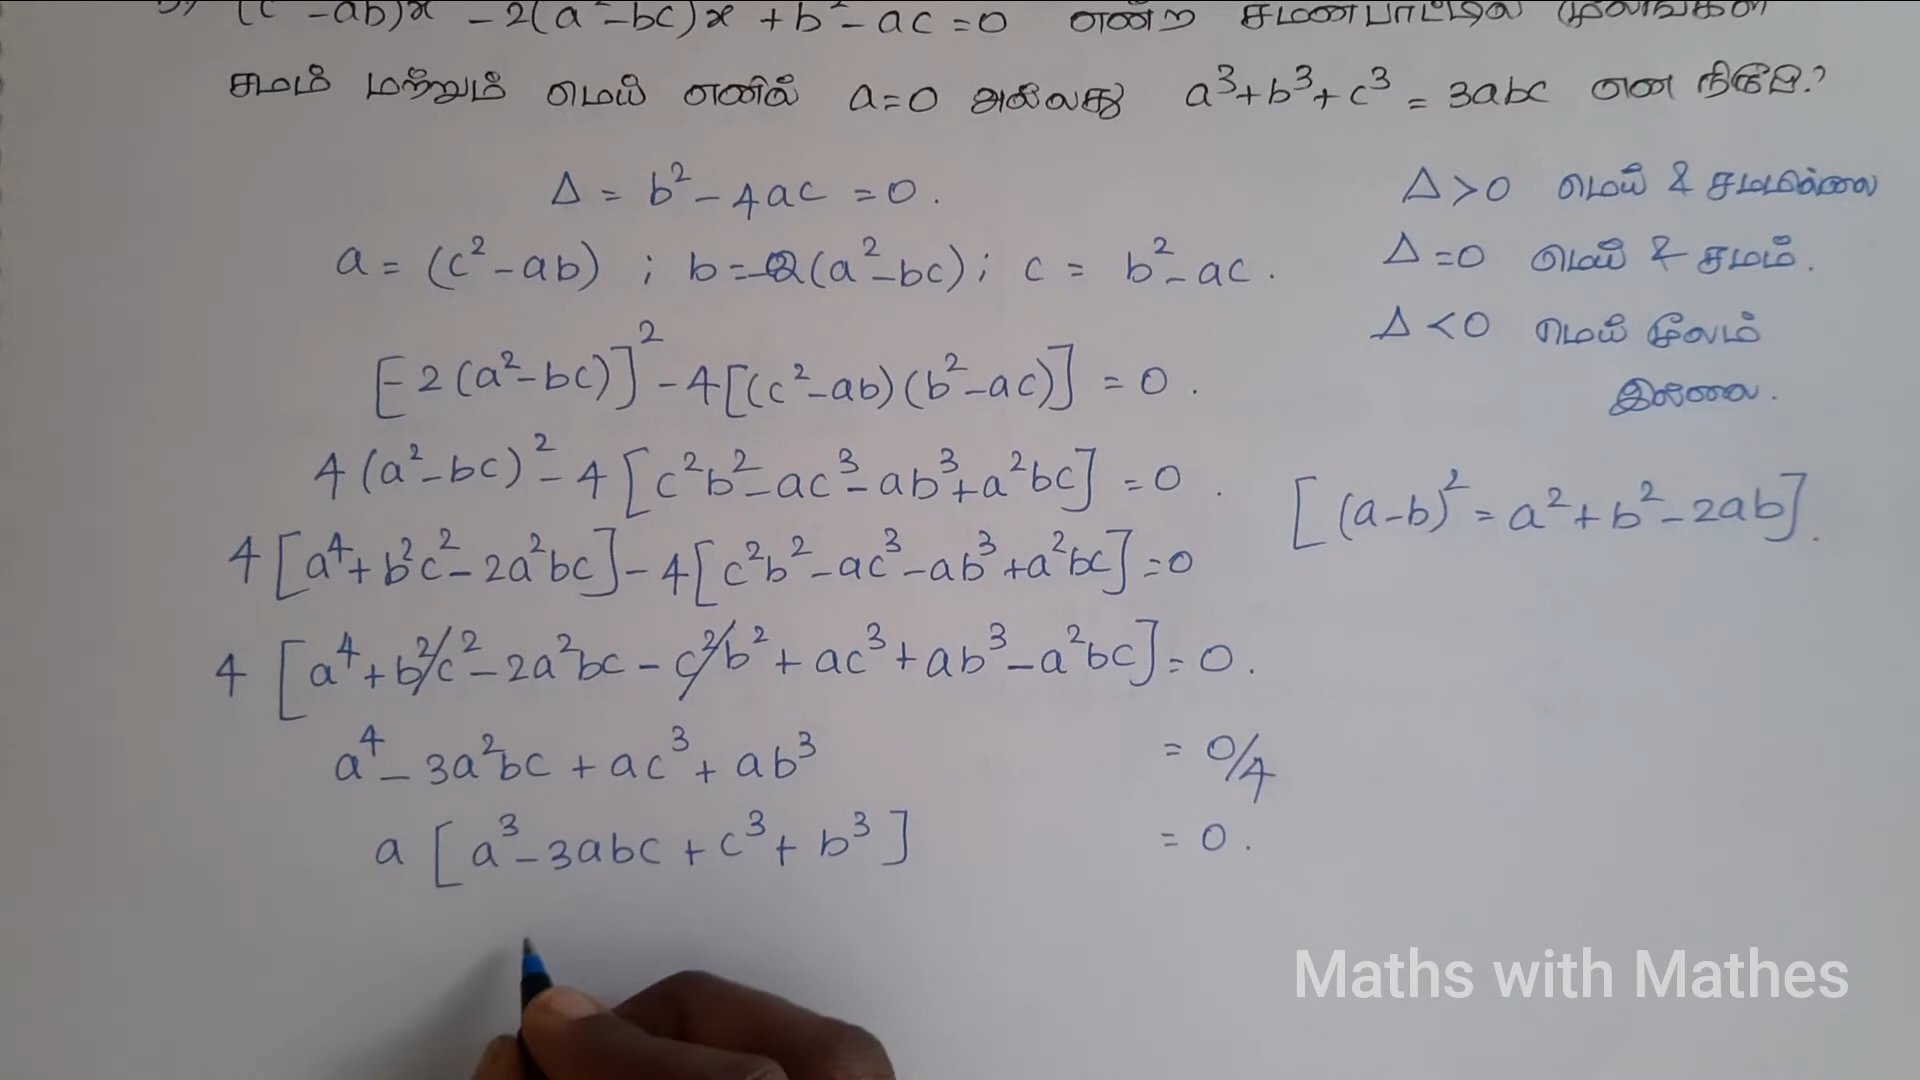 (c² - ab)x² - 2(a² - bc)x + b² - ac = 0 என்ற சமன்பாட்டின் மூலங்கள்
சமம் மற்றும் மெய் எனில் a=0 அல்லது a³+b³+c³ = 3abc என நிரூபி?
Δ = b² - 4ac = 0.
a = (c² - ab) ; b = -2(a² - bc) ; c = b² - ac.
[-2(a² - bc)]² - 4[(c² - ab)(b² - ac)] = 0.
4(a² - bc)² - 4[c²b² - ac³ - ab³ + a²bc] = 0.
4[a⁴ + b²c² - 2a²bc] - 4[c²b² - ac³ - ab³ + a²bc] = 0
4[a⁴ + b²c² - 2a²bc - c²b² + ac³ + ab³ - a²bc] = 0.
a⁴ - 3a²bc + ac³ + ab³ = 0/4
a[a³ - 3abc + c³ + b³] = 0.
Δ > 0 மெய் & சமமில்லை
Δ = 0 மெய் & சமம்.
Δ < 0 மெய் மூலம்
இல்லை.
[(a-b)² = a² + b² - 2ab].
Maths with Mathes